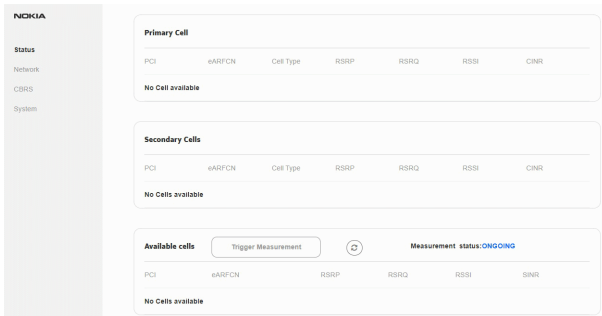 NOKIA
Status
Network
CBRS
System
Primary Cell
PCI eARFCN Cell Type RSRP RSRQ RSSI CINR
No Cell available
Secondary Cells
PCI eARFCN Cell Type RSRP RSRQ RSSI CINR
No Cells available
Available cells Trigger Measurement Measurement status:ONGOING
PCI eARFCN RSRP RSRQ RSSI SINR
No Cells available